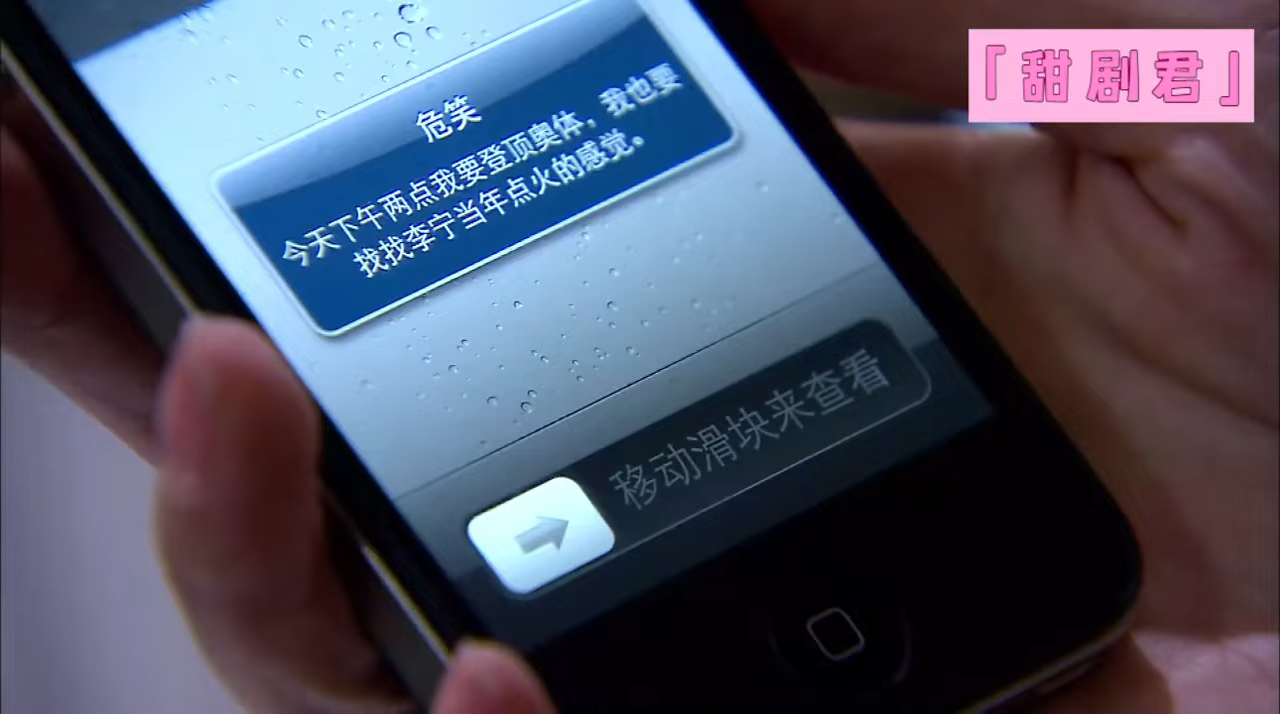 「甜剧君」
危笑
今天下午两点我要登顶奥体，我也要
找找李宁当年点火的感觉。
移动滑块来查看